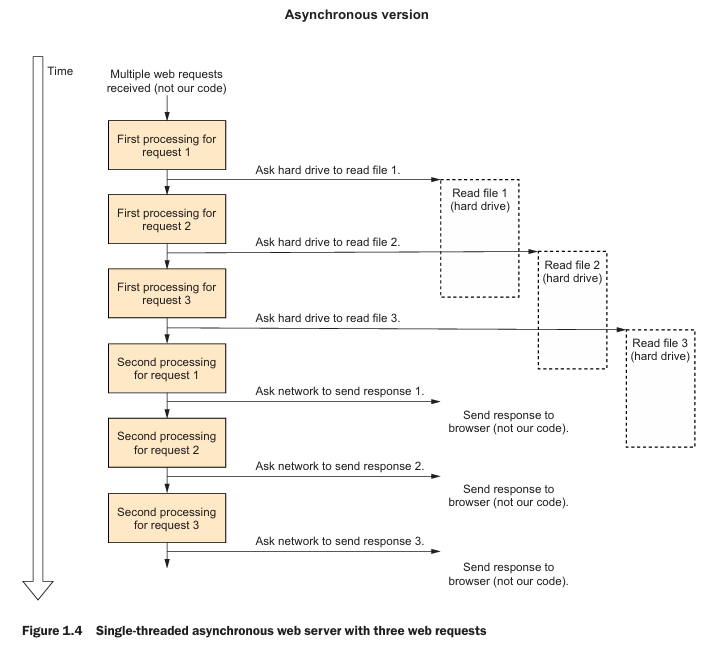 Asynchronous version
Time
Multiple web requests
received (not our code)
First processing for
request 1
Ask hard drive to read file 1.
Read file 1
(hard drive)
First processing for
request 2
Ask hard drive to read file 2.
Read file 2
(hard drive)
First processing for
request 3
Ask hard drive to read file 3.
Read file 3
(hard drive)
Second processing
for request 1
Ask network to send response 1.
Send response to
browser (not our code).
Second processing
for request 2
Ask network to send response 2.
Send response to
browser (not our code).
Second processing
for request 3
Ask network to send response 3.
Send response to
browser (not our code).
Figure 1.4 Single-threaded asynchronous web server with three web requests